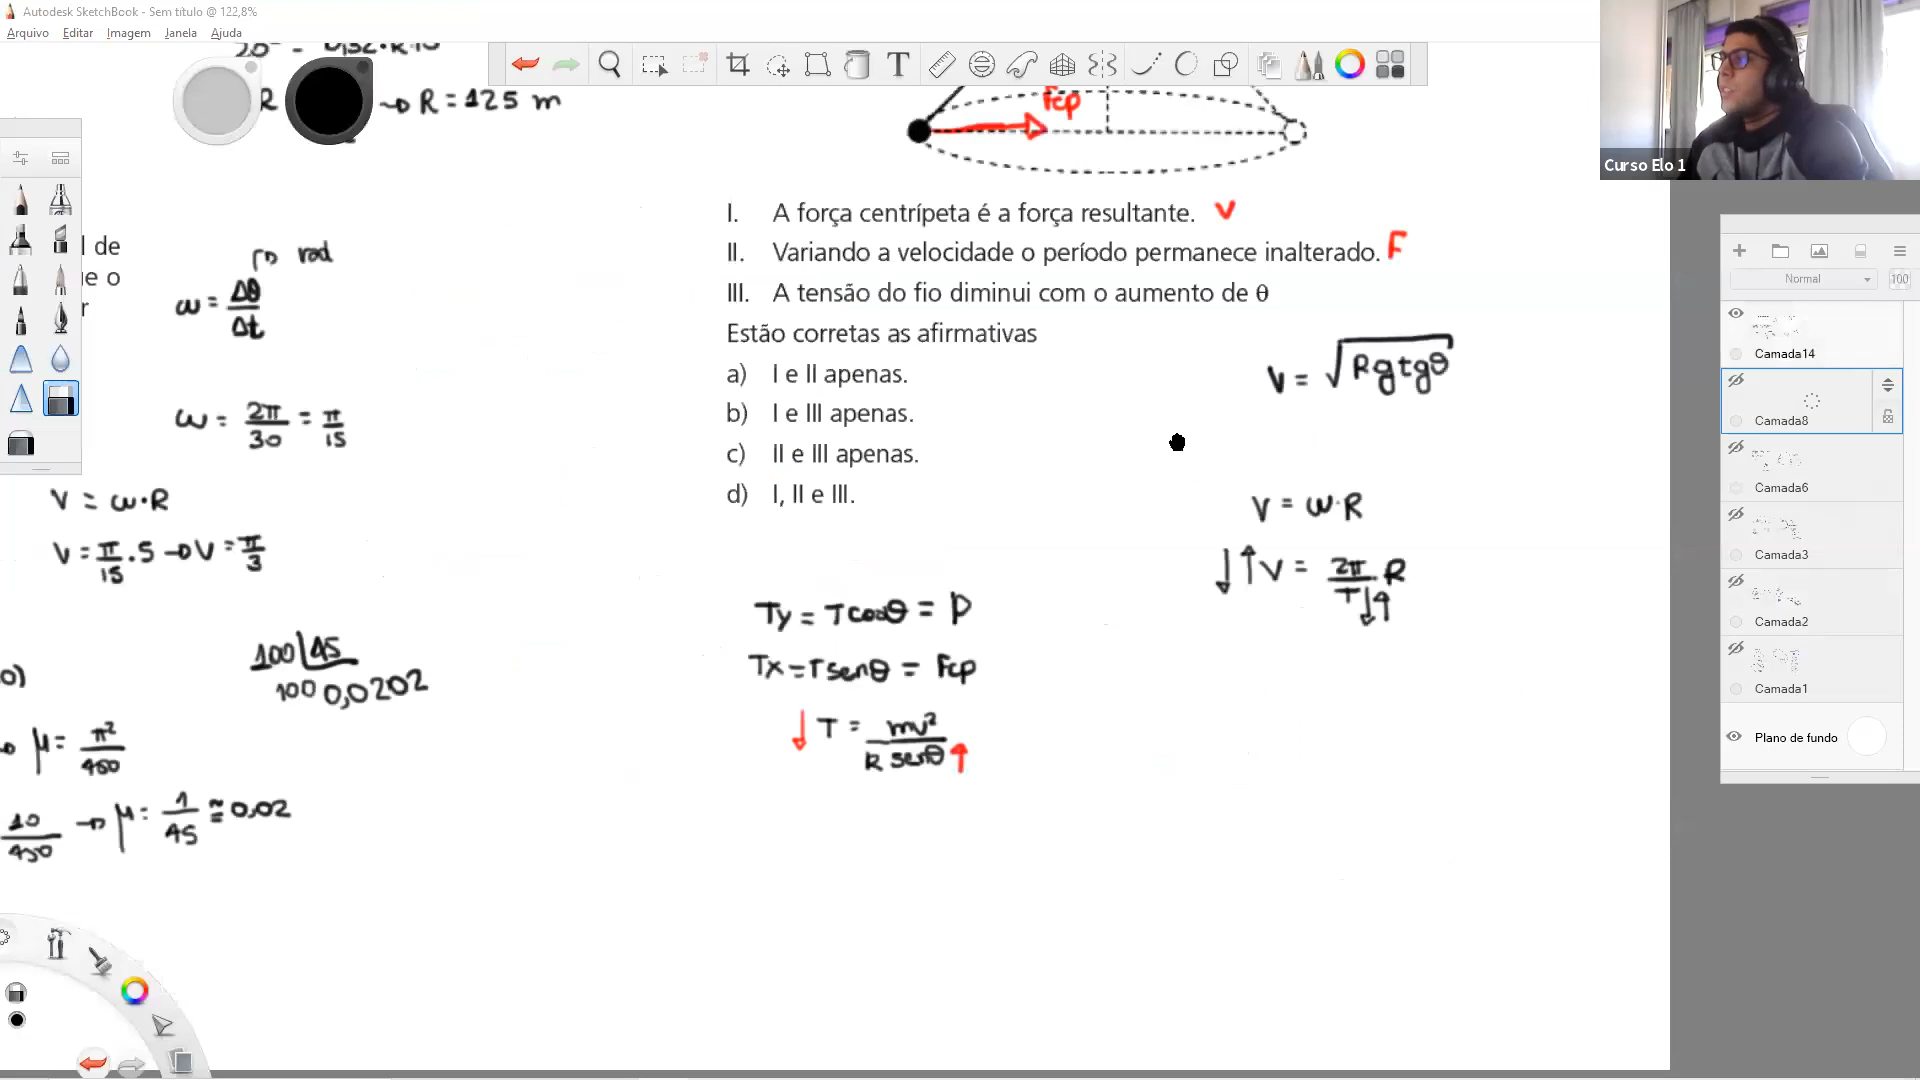 Autodesk SketchBook - Sem título @ 122,8%
Arquivo Editar Imagem Janela Ajuda
R → R = 125 m
Fcp
Curso Elo 1
I. A força centrípeta é a força resultante. V
II. Variando a velocidade o período permanece inalterado. F
III. A tensão do fio diminui com o aumento de θ
Estão corretas as afirmativas
a) I e II apenas.
b) I e III apenas.
c) II e III apenas.
d) I, II e III.
l de
e o
r
→ rad
ω = Δθ/Δt
ω = 2π/30 = π/15
V = ω·R
V = π/15 . 5 → V = π/3
100 45
100 0,0202
o)
→ μ = π²/450
10/450 → μ = 1/45 ≅ 0,02
V = √Rgtgθ
V = ω·R
↓↑V = 2π/T↓↑ . R
Ty = Tcosθ = P
Tx = Tsenθ = Fcp
↓ T = mv²/R senθ ↑
Normal 100
Camada14
Camada8
Camada6
Camada3
Camada2
Camada1
Plano de fundo